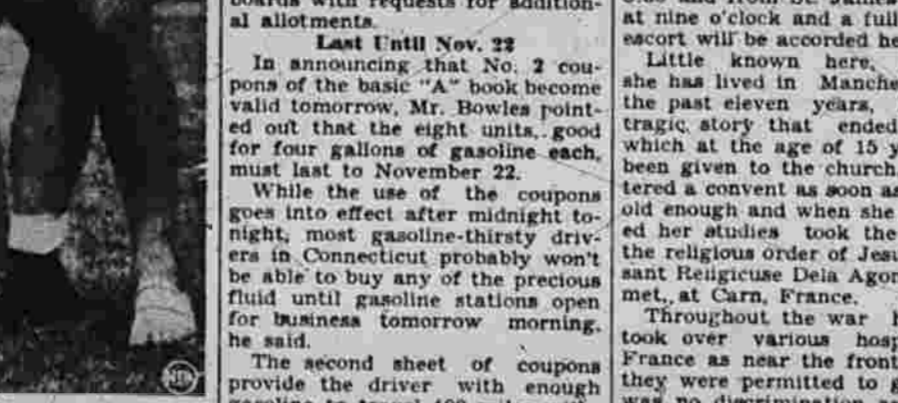 boards with requests for addition-
al allotments.
Last Until Nov. 22
In announcing that No. 2 cou-
pons of the basic "A" book become
valid tomorrow, Mr. Bowles point-
ed out that the eight units, good
for four gallons of gasoline each,
must last to November 22.
While the use of the coupons
goes into effect after midnight to-
night, most gasoline-thirsty driv-
ers in Connecticut probably won't
be able to buy any of the precious
fluid until gasoline stations open
for business tomorrow morning,
he said.
The second sheet of coupons
provide the driver with enough
at nine o'clock and a full
escort will be accorded he
Little known here,
she has lived in Manche
the past eleven years,
tragic story that ended
which at the age of 15 y
been given to the church
tered a convent as soon as
old enough and when she
ed her studies took the
the religious order of Jesu
sant Religicuse Dela Agon
met., at Carn, France.
Throughout the war h
took over various hosp
France as near the front
they were permitted to g
was no discrimination